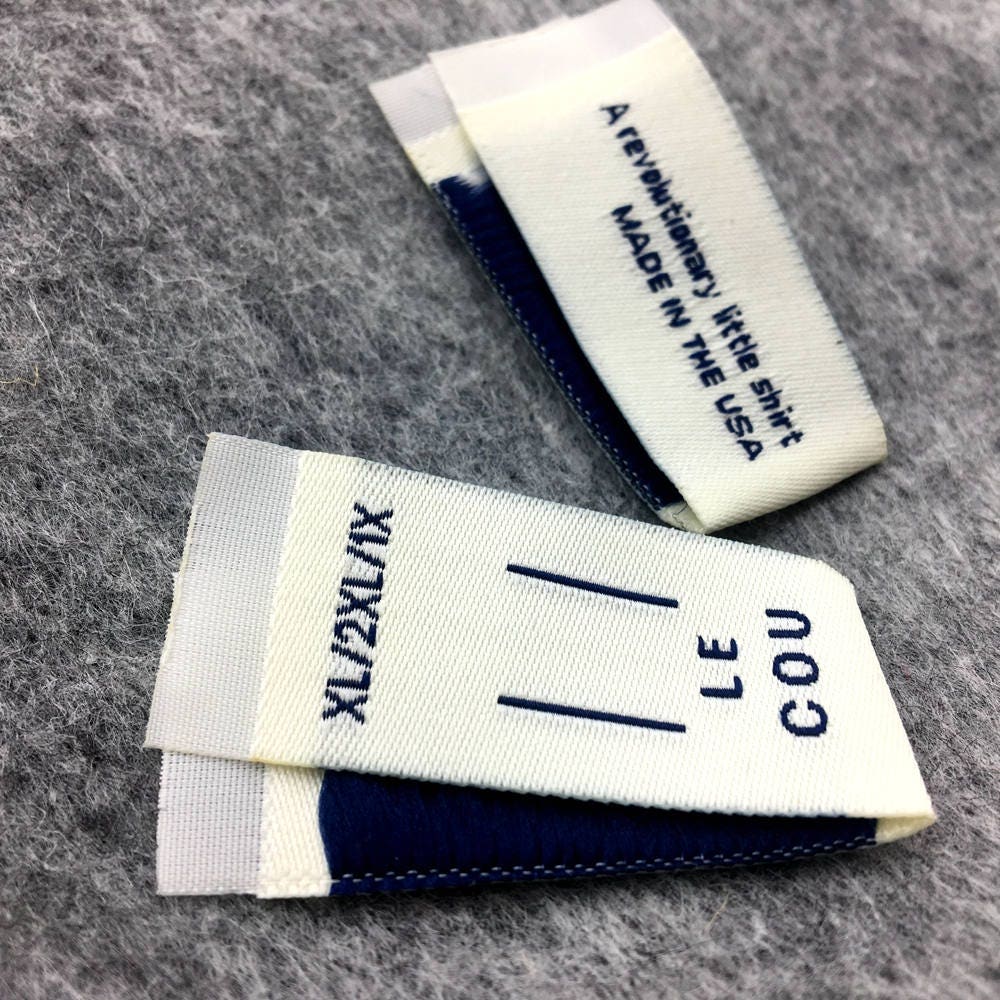 A revolutionary little shirt
MADE IN THE USA
XL/2XL/1X
LE
COU